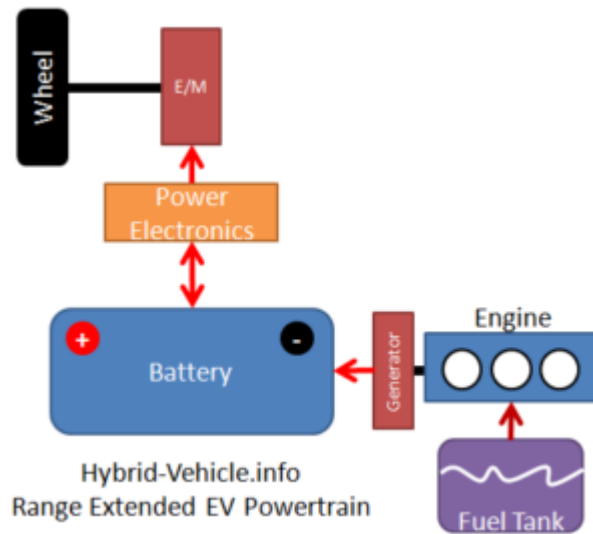 Wheel
E/M
Power
Electronics
+
-
Battery
Generator
Engine
Fuel Tank
Hybrid-Vehicle.info
Range Extended EV Powertrain